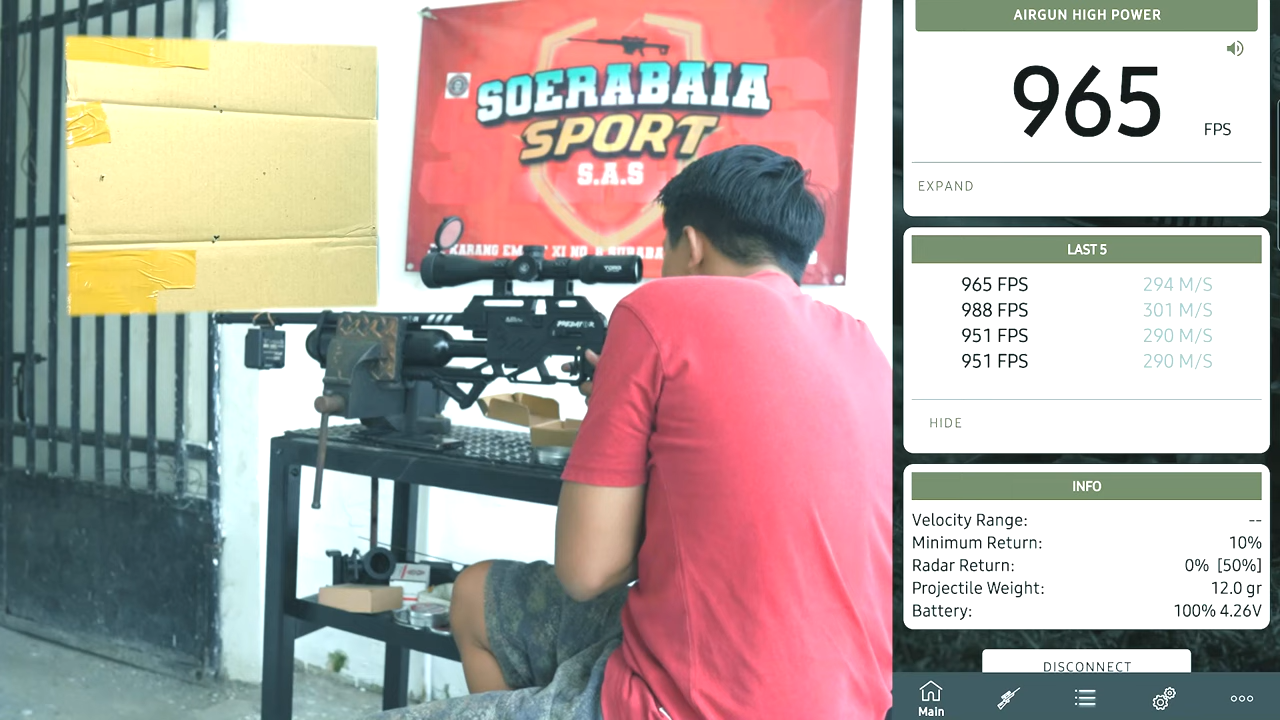 SOERABAIA
SPORT
S.A.S
PREDATOR
AIRGUN HIGH POWER
965
FPS
EXPAND
LAST 5
965 FPS 294 M/S
988 FPS 301 M/S
951 FPS 290 M/S
951 FPS 290 M/S
HIDE
INFO
Velocity Range: --
Minimum Return: 10%
Radar Return: 0% [50%]
Projectile Weight: 12.0 gr
Battery: 100% 4.26V
DISCONNECT
Main